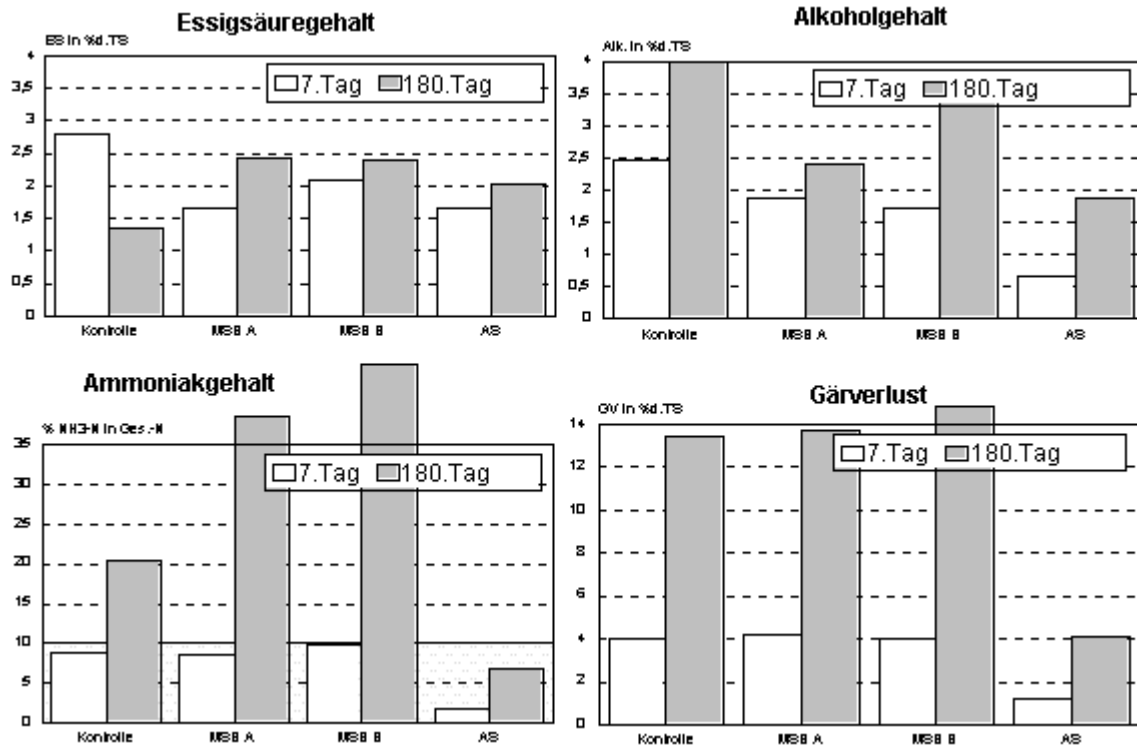 Essigsäuregehalt
ES in %d.TS
7.Tag 180.Tag
4
3,5
3
2,5
2
1,5
1
0,5
0
Kontrolle MSB A MSB B AS
Alkoholgehalt
Alk. in %d.TS
7.Tag 180.Tag
4
3,5
3
2,5
2
1,5
1
0,5
0
Kontrolle MSB A MSB B AS
Ammoniakgehalt
% NH3-N in Ges.-N
7.Tag 180.Tag
35
30
25
20
15
10
5
0
Kontrolle MSB A MSB B AS
Gärverlust
GV in %d.TS
7.Tag 180.Tag
14
12
10
8
6
4
2
0
Kontrolle MSB A MSB B AS